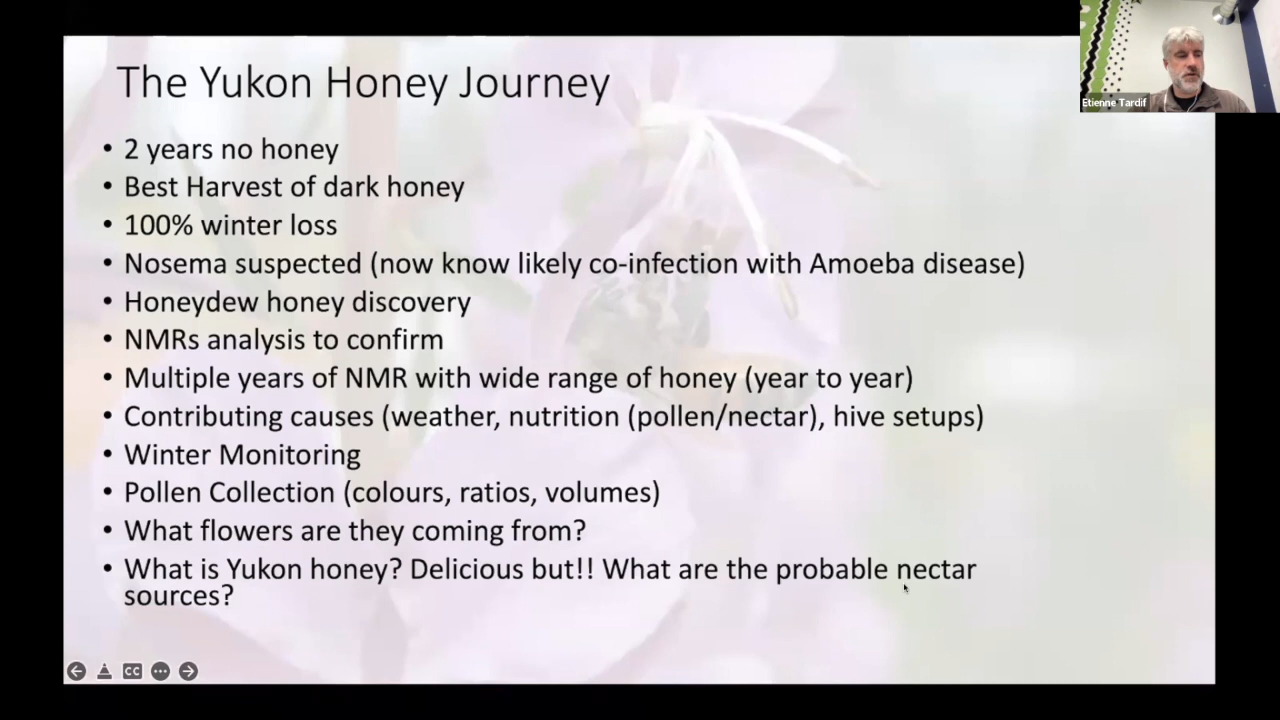 The Yukon Honey Journey
Etienne Tardif
• 2 years no honey
• Best Harvest of dark honey
• 100% winter loss
• Nosema suspected (now know likely co-infection with Amoeba disease)
• Honeydew honey discovery
• NMRs analysis to confirm
• Multiple years of NMR with wide range of honey (year to year)
• Contributing causes (weather, nutrition (pollen/nectar), hive setups)
• Winter Monitoring
• Pollen Collection (colours, ratios, volumes)
• What flowers are they coming from?
• What is Yukon honey? Delicious but!! What are the probable nectar
sources?
CC